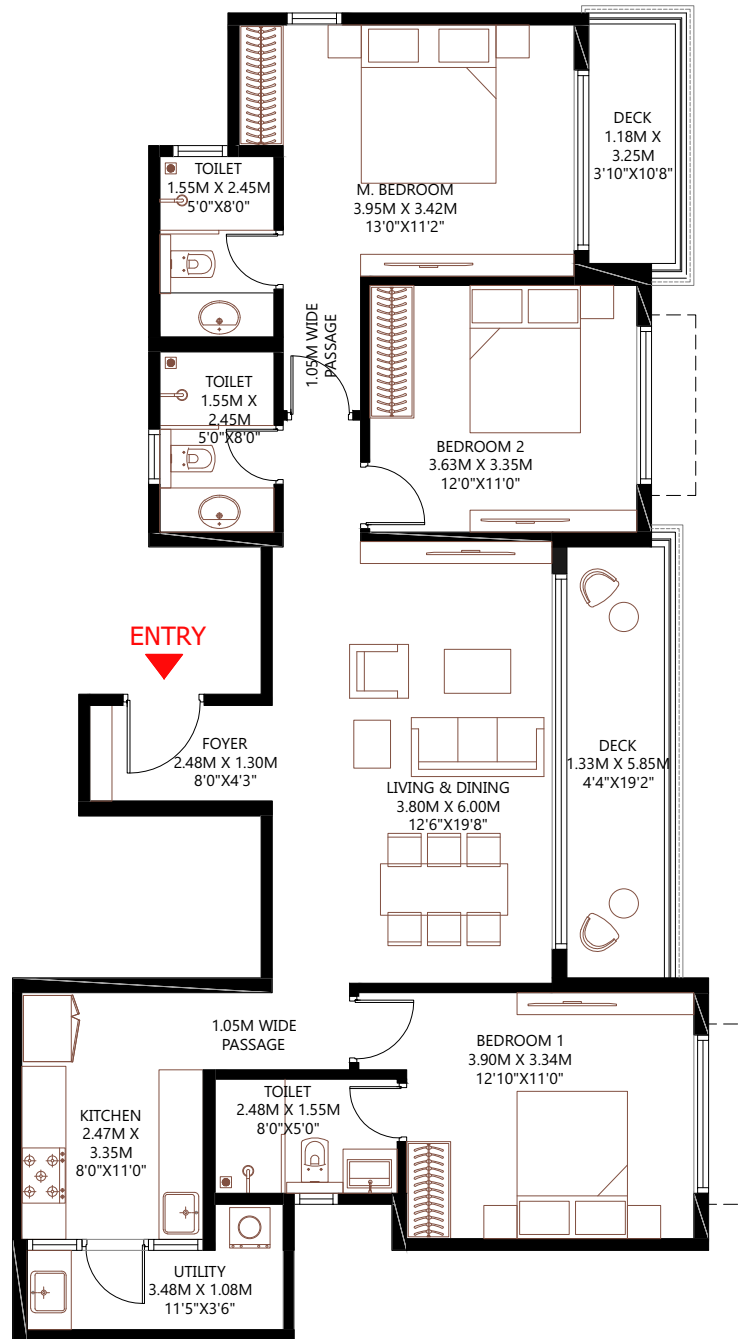 DECK
1.18M X
3.25M
3'10"X10'8"
TOILET
1.55M X 2.45M
5'0"X8'0"
M. BEDROOM
3.95M X 3.42M
13'0"X11'2"
1.05M WIDE
PASSAGE
TOILET
1.55M X
2.45M
5'0"X8'0"
BEDROOM 2
3.63M X 3.35M
12'0"X11'0"
ENTRY
FOYER
2.48M X 1.30M
8'0"X4'3"
DECK
1.33M X 5.85M
4'4"X19'2"
LIVING & DINING
3.80M X 6.00M
12'6"X19'8"
1.05M WIDE
PASSAGE
BEDROOM 1
3.90M X 3.34M
12'10"X11'0"
TOILET
2.48M X 1.55M
8'0"X5'0"
KITCHEN
2.47M X
3.35M
8'0"X11'0"
UTILITY
3.48M X 1.08M
11'5"X3'6"